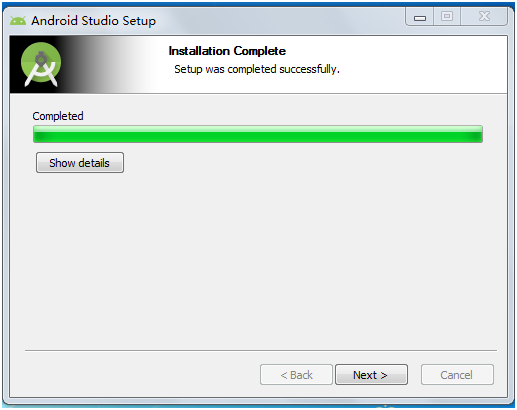 Android Studio Setup
Installation Complete
Setup was completed successfully.
Completed
Show details
< Back
Next >
Cancel